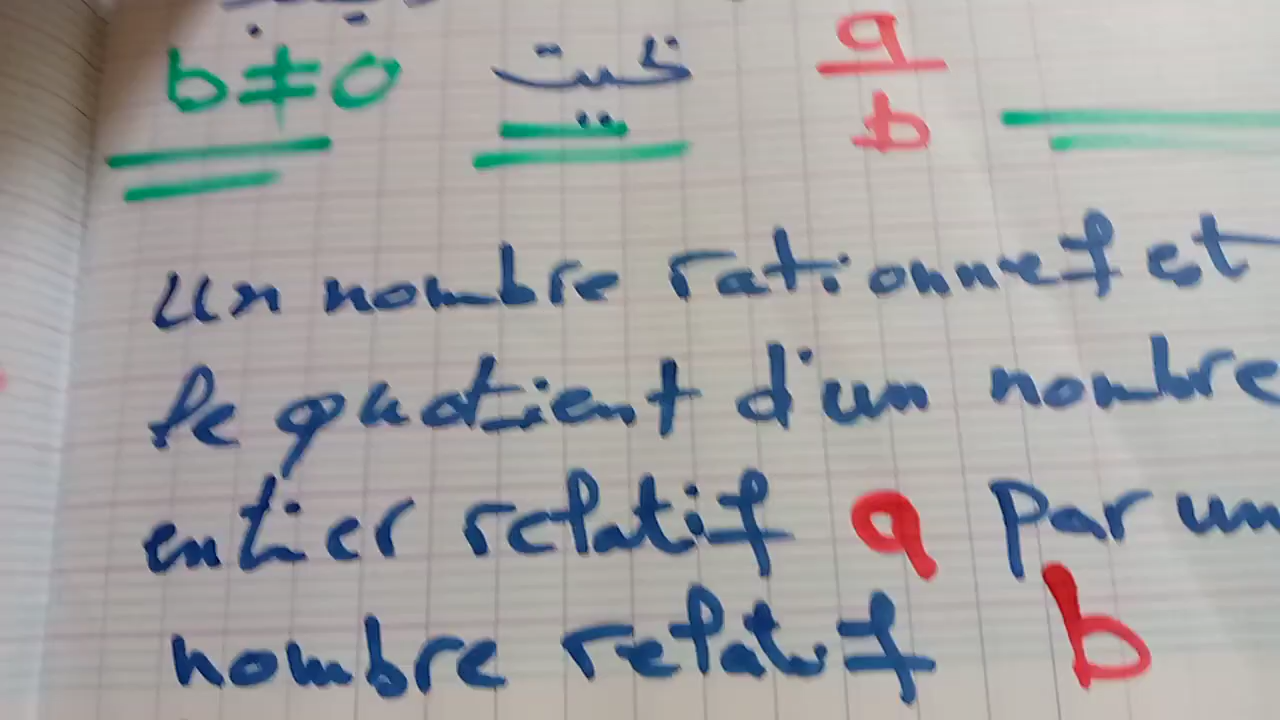 b≠0 حيث a/b
Un nombre rationnel est
le quotient d'un nombre
entier relatif a par un
nombre relatif b